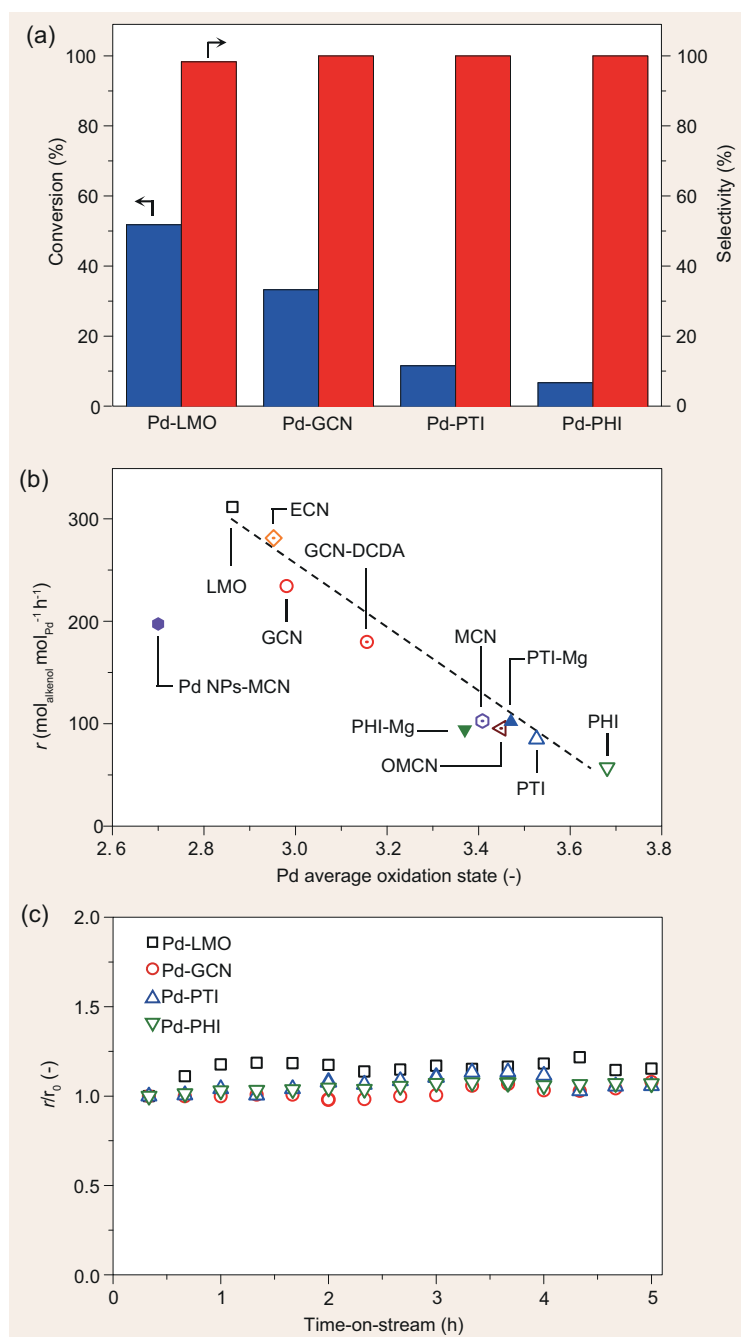 (a)
100
80
60
40
20
0
Conversion (%)
100
80
60
40
20
0
Selectivity (%)
Pd-LMO Pd-GCN Pd-PTI Pd-PHI
(b)
300
200
100
0
r (mol_alkenol mol_Pd⁻¹ h⁻¹)
ECN
GCN-DCDA
LMO
GCN
MCN
PTI-Mg
Pd NPs-MCN
PHI-Mg
PHI
OMCN
PTI
2.6 2.8 3.0 3.2 3.4 3.6 3.8
Pd average oxidation state (-)
(c)
2.0
1.5
1.0
0.5
0.0
r/r₀ (-)
Pd-LMO
Pd-GCN
Pd-PTI
Pd-PHI
0 1 2 3 4 5
Time-on-stream (h)